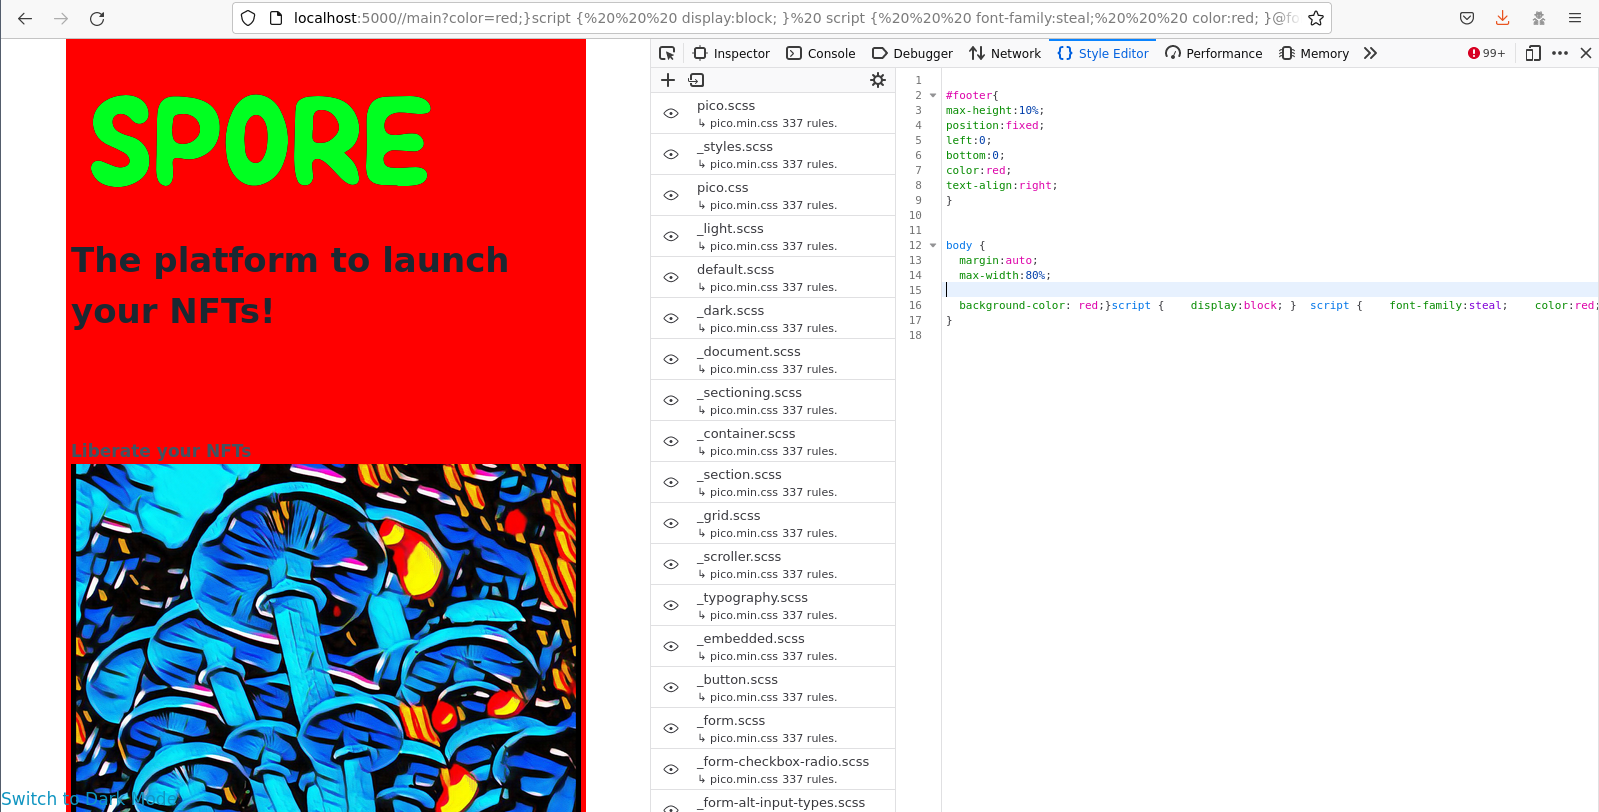 localhost:5000//main?color=red;}script {%20%20%20 display:block; }%20 script {%20%20%20 font-family:steal;%20%20%20 color:red; }@fo
SPORE
The platform to launch
your NFTs!
Liberate your NFTs
Switch to Dark Mode
Inspector
Console
Debugger
Network
Style Editor
Performance
Memory
99+
pico.scss
↳ pico.min.css 337 rules.
_styles.scss
↳ pico.min.css 337 rules.
pico.css
↳ pico.min.css 337 rules.
_light.scss
↳ pico.min.css 337 rules.
default.scss
↳ pico.min.css 337 rules.
_dark.scss
↳ pico.min.css 337 rules.
_document.scss
↳ pico.min.css 337 rules.
_sectioning.scss
↳ pico.min.css 337 rules.
_container.scss
↳ pico.min.css 337 rules.
_section.scss
↳ pico.min.css 337 rules.
_grid.scss
↳ pico.min.css 337 rules.
_scroller.scss
↳ pico.min.css 337 rules.
_typography.scss
↳ pico.min.css 337 rules.
_embedded.scss
↳ pico.min.css 337 rules.
_button.scss
↳ pico.min.css 337 rules.
_form.scss
↳ pico.min.css 337 rules.
_form-checkbox-radio.scss
↳ pico.min.css 337 rules.
_form-alt-input-types.scss
1
2 #footer{
3 max-height:10%;
4 position:fixed;
5 left:0;
6 bottom:0;
7 color:red;
8 text-align:right;
9 }
10
11
12 body {
13 margin:auto;
14 max-width:80%;
15
16 background-color: red;}script {    display:block; }  script {    font-family:steal;    color:red;
17 }
18